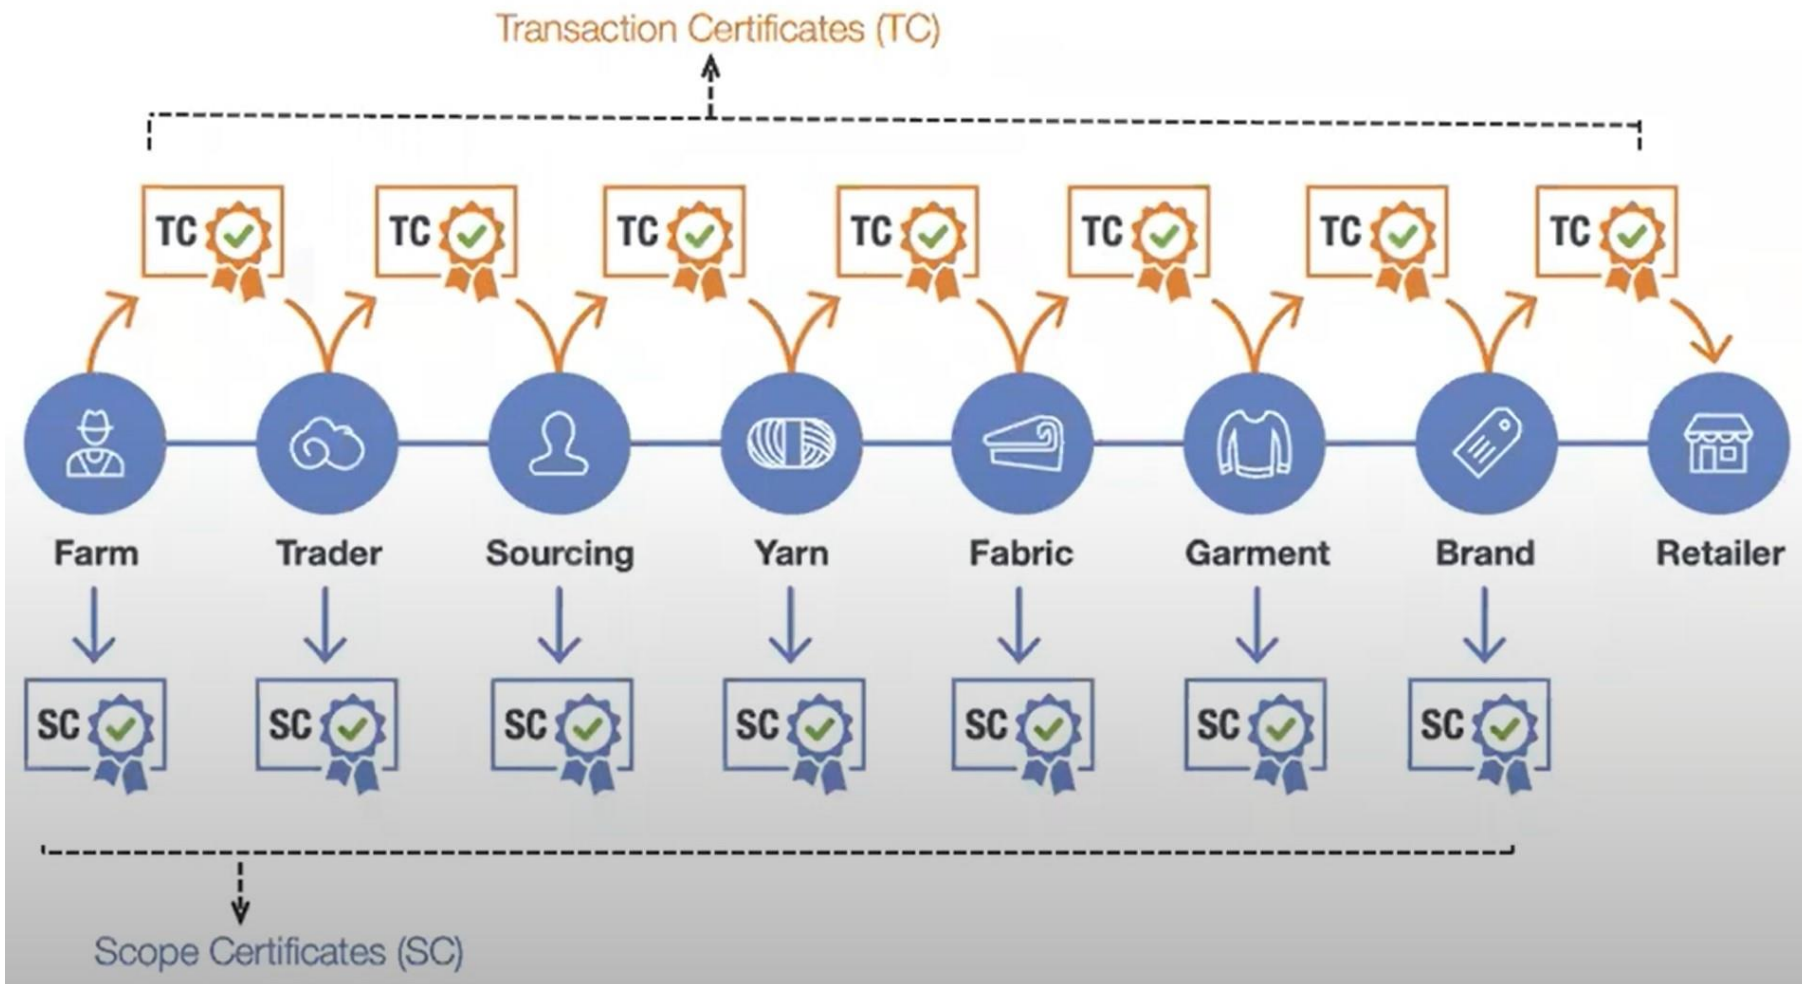 Transaction Certificates (TC)
TC TC TC TC TC TC TC
Farm Trader Sourcing Yarn Fabric Garment Brand Retailer
SC SC SC SC SC SC SC
Scope Certificates (SC)